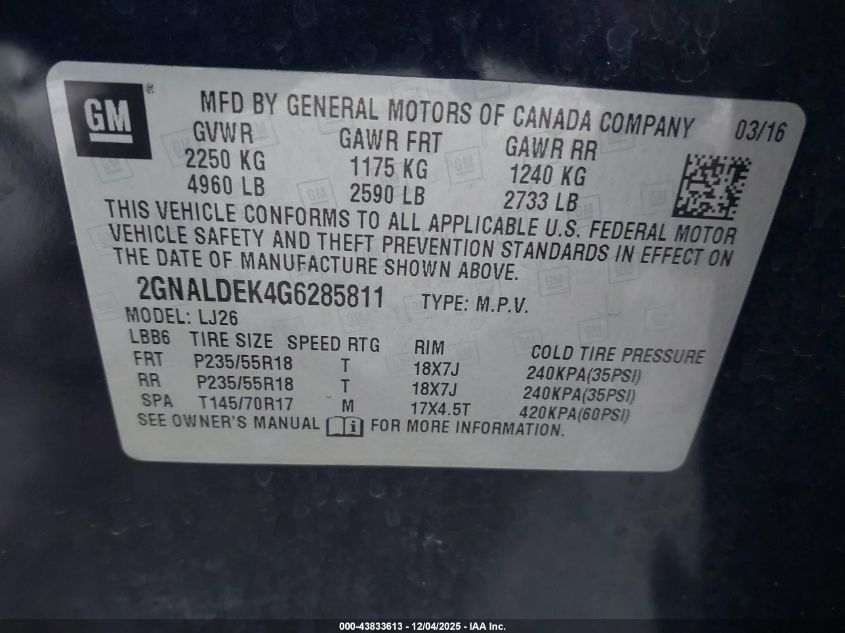 GM ®
MFD BY GENERAL MOTORS OF CANADA COMPANY 03/16
GVWR GAWR FRT GAWR RR
2250 KG 1175 KG 1240 KG
4960 LB 2590 LB 2733 LB
THIS VEHICLE CONFORMS TO ALL APPLICABLE U.S. FEDERAL MOTOR
VEHICLE SAFETY AND THEFT PREVENTION STANDARDS IN EFFECT ON
THE DATE OF MANUFACTURE SHOWN ABOVE.
2GNALDEK4G6285811 TYPE: M.P.V.
MODEL: LJ26
LBB6 TIRE SIZE SPEED RTG RIM COLD TIRE PRESSURE
FRT P235/55R18 T 18X7J 240KPA(35PSI)
RR P235/55R18 T 18X7J 240KPA(35PSI)
SPA T145/70R17 M 17X4.5T 420KPA(60PSI)
SEE OWNER'S MANUAL FOR MORE INFORMATION.
000-43833613 - 12/04/2025 - IAA Inc.